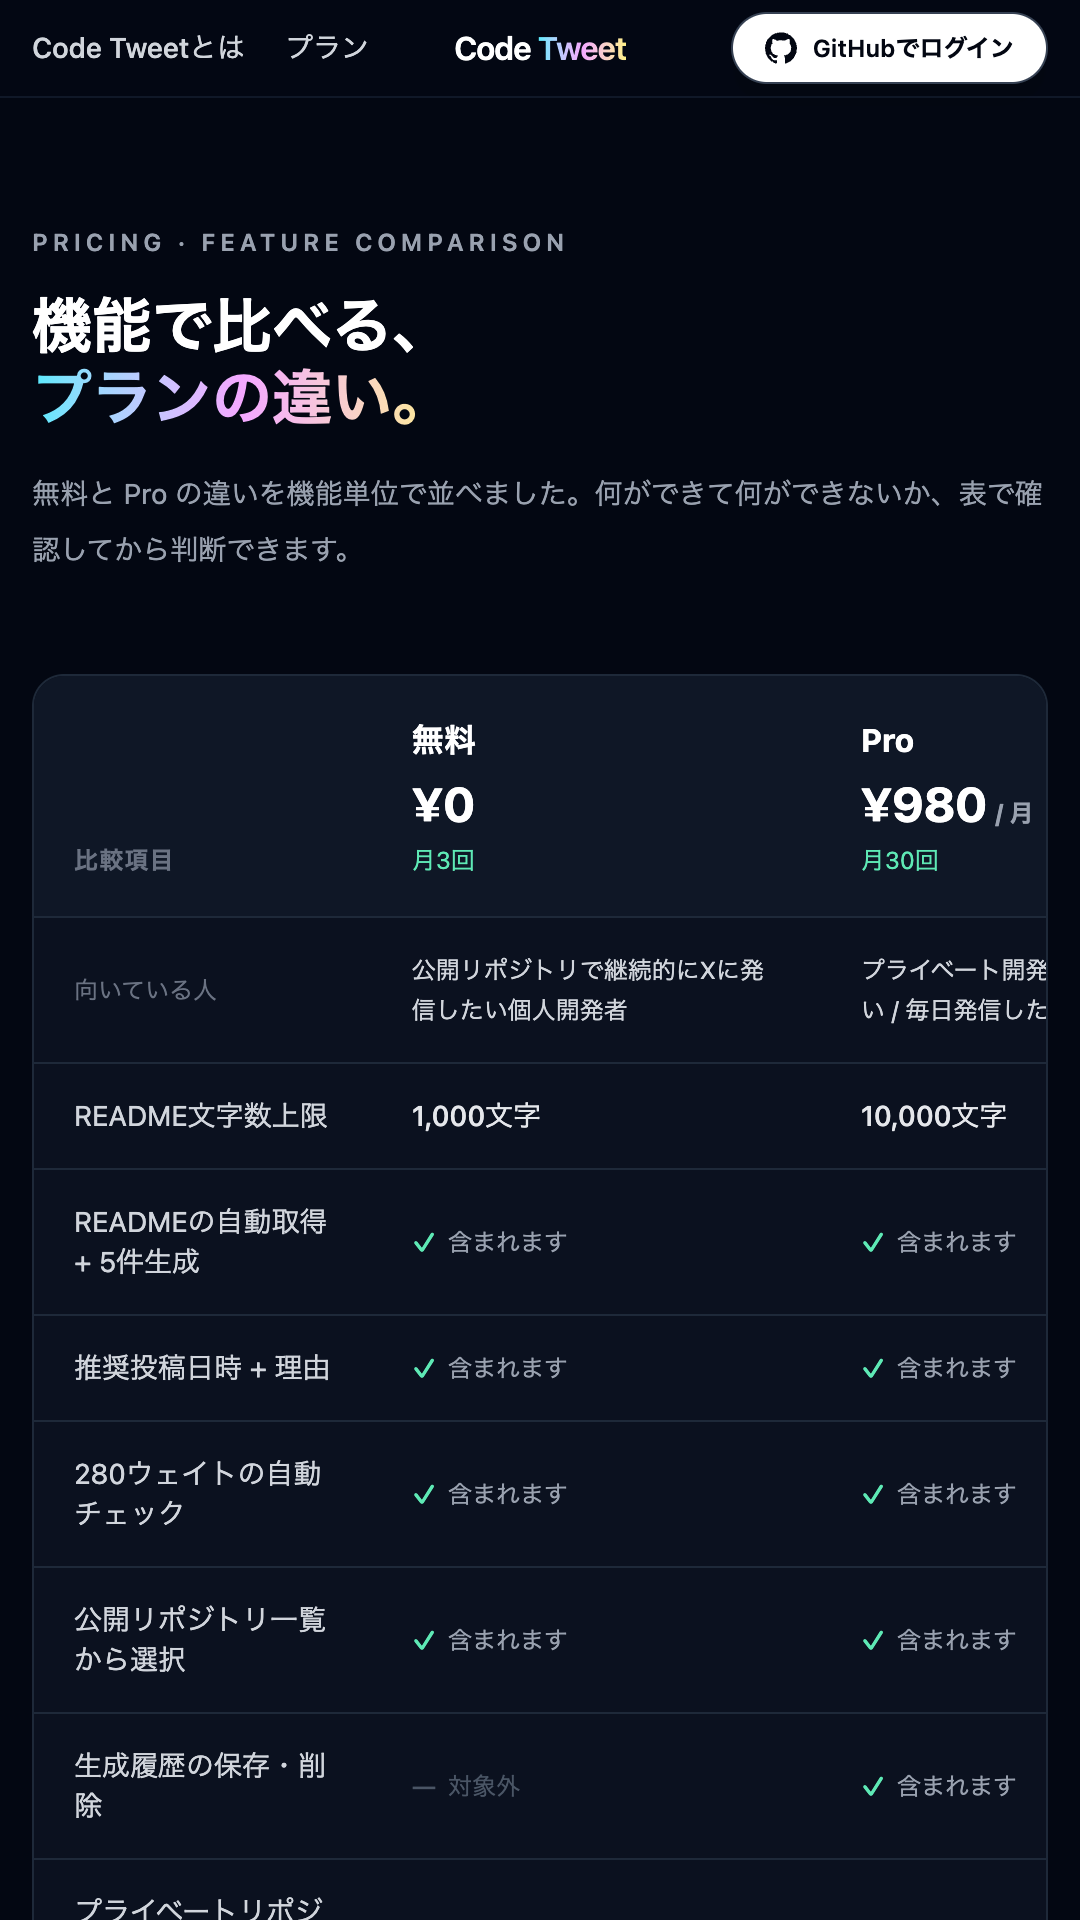 Code Tweetとは プラン Code Tweet GitHubでログイン
PRICING · FEATURE COMPARISON
機能で比べる、
プランの違い。
無料と Pro の違いを機能単位で並べました。何ができて何ができないか、表で確
認してから判断できます。
無料 Pro
¥0 ¥980 / 月
比較項目 月3回 月30回
向いている人 公開リポジトリで継続的にXに発 プライベート開発
信したい個人開発者 い / 毎日発信した
README文字数上限 1,000文字 10,000文字
READMEの自動取得
+ 5件生成 含まれます 含まれます
推奨投稿日時 + 理由 含まれます 含まれます
280ウェイトの自動
チェック 含まれます 含まれます
公開リポジトリ一覧
から選択 含まれます 含まれます
生成履歴の保存・削
除 — 対象外 含まれます
プライベートリポジ